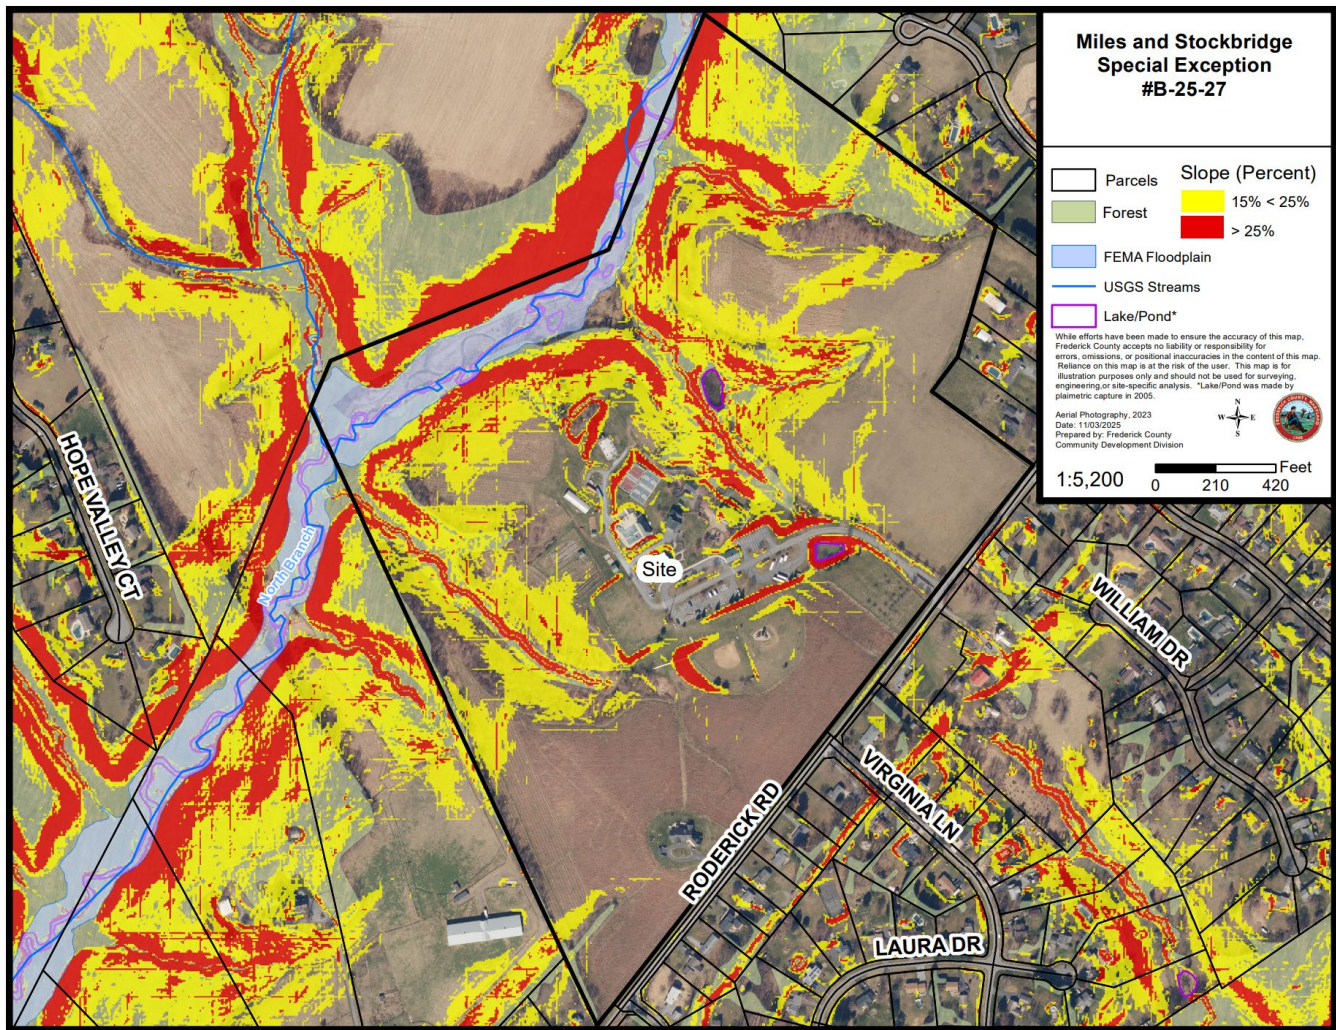 Miles and Stockbridge
Special Exception
#B-25-27
Parcels
Forest
FEMA Floodplain
USGS Streams
Lake/Pond*
Slope (Percent)
15% < 25%
> 25%
While efforts have been made to ensure the accuracy of this map,
Frederick County accepts no liability or responsibility for
errors, omissions, or positional inaccuracies in the content of this map.
Reliance on this map is at the risk of the user. This map is for
illustration purposes only and should not be used for surveying,
engineering,or site-specific analysis. *Lake/Pond was made by
plaimetric capture in 2005.
Aerial Photography, 2023
Date: 11/03/2025
Prepared by: Frederick County
Community Development Division
N
W
E
S
1:5,200
Feet
0 210 420
HOPE VALLEY CT
North Branch
Site
WILLIAM DR
VIRGINIA LN
RODERICK RD
LAURA DR